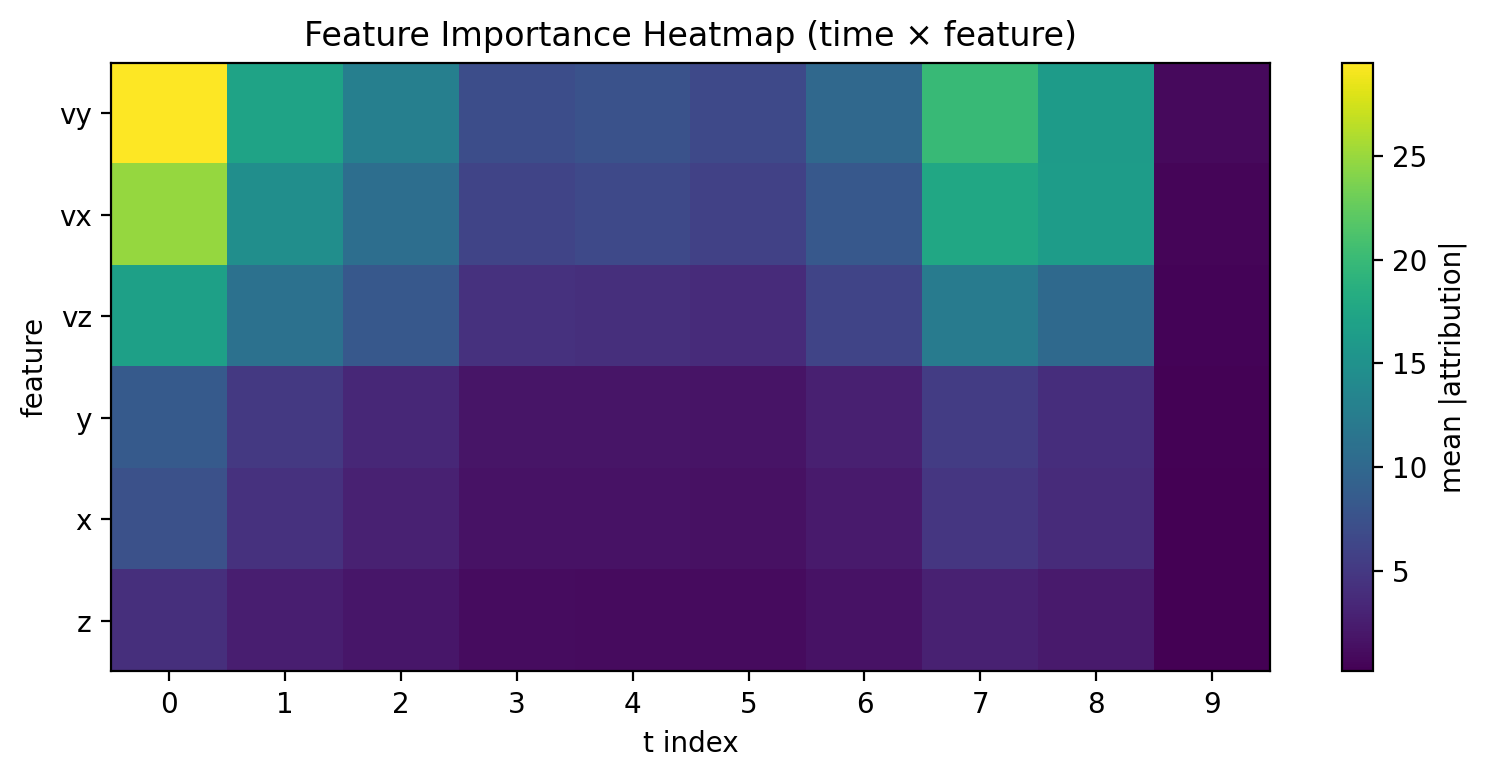 Feature Importance Heatmap (time × feature)
feature
vy
vx
vz
y
x
z
0 1 2 3 4 5 6 7 8 9
t index
25
20
15
10
5
mean |attribution|